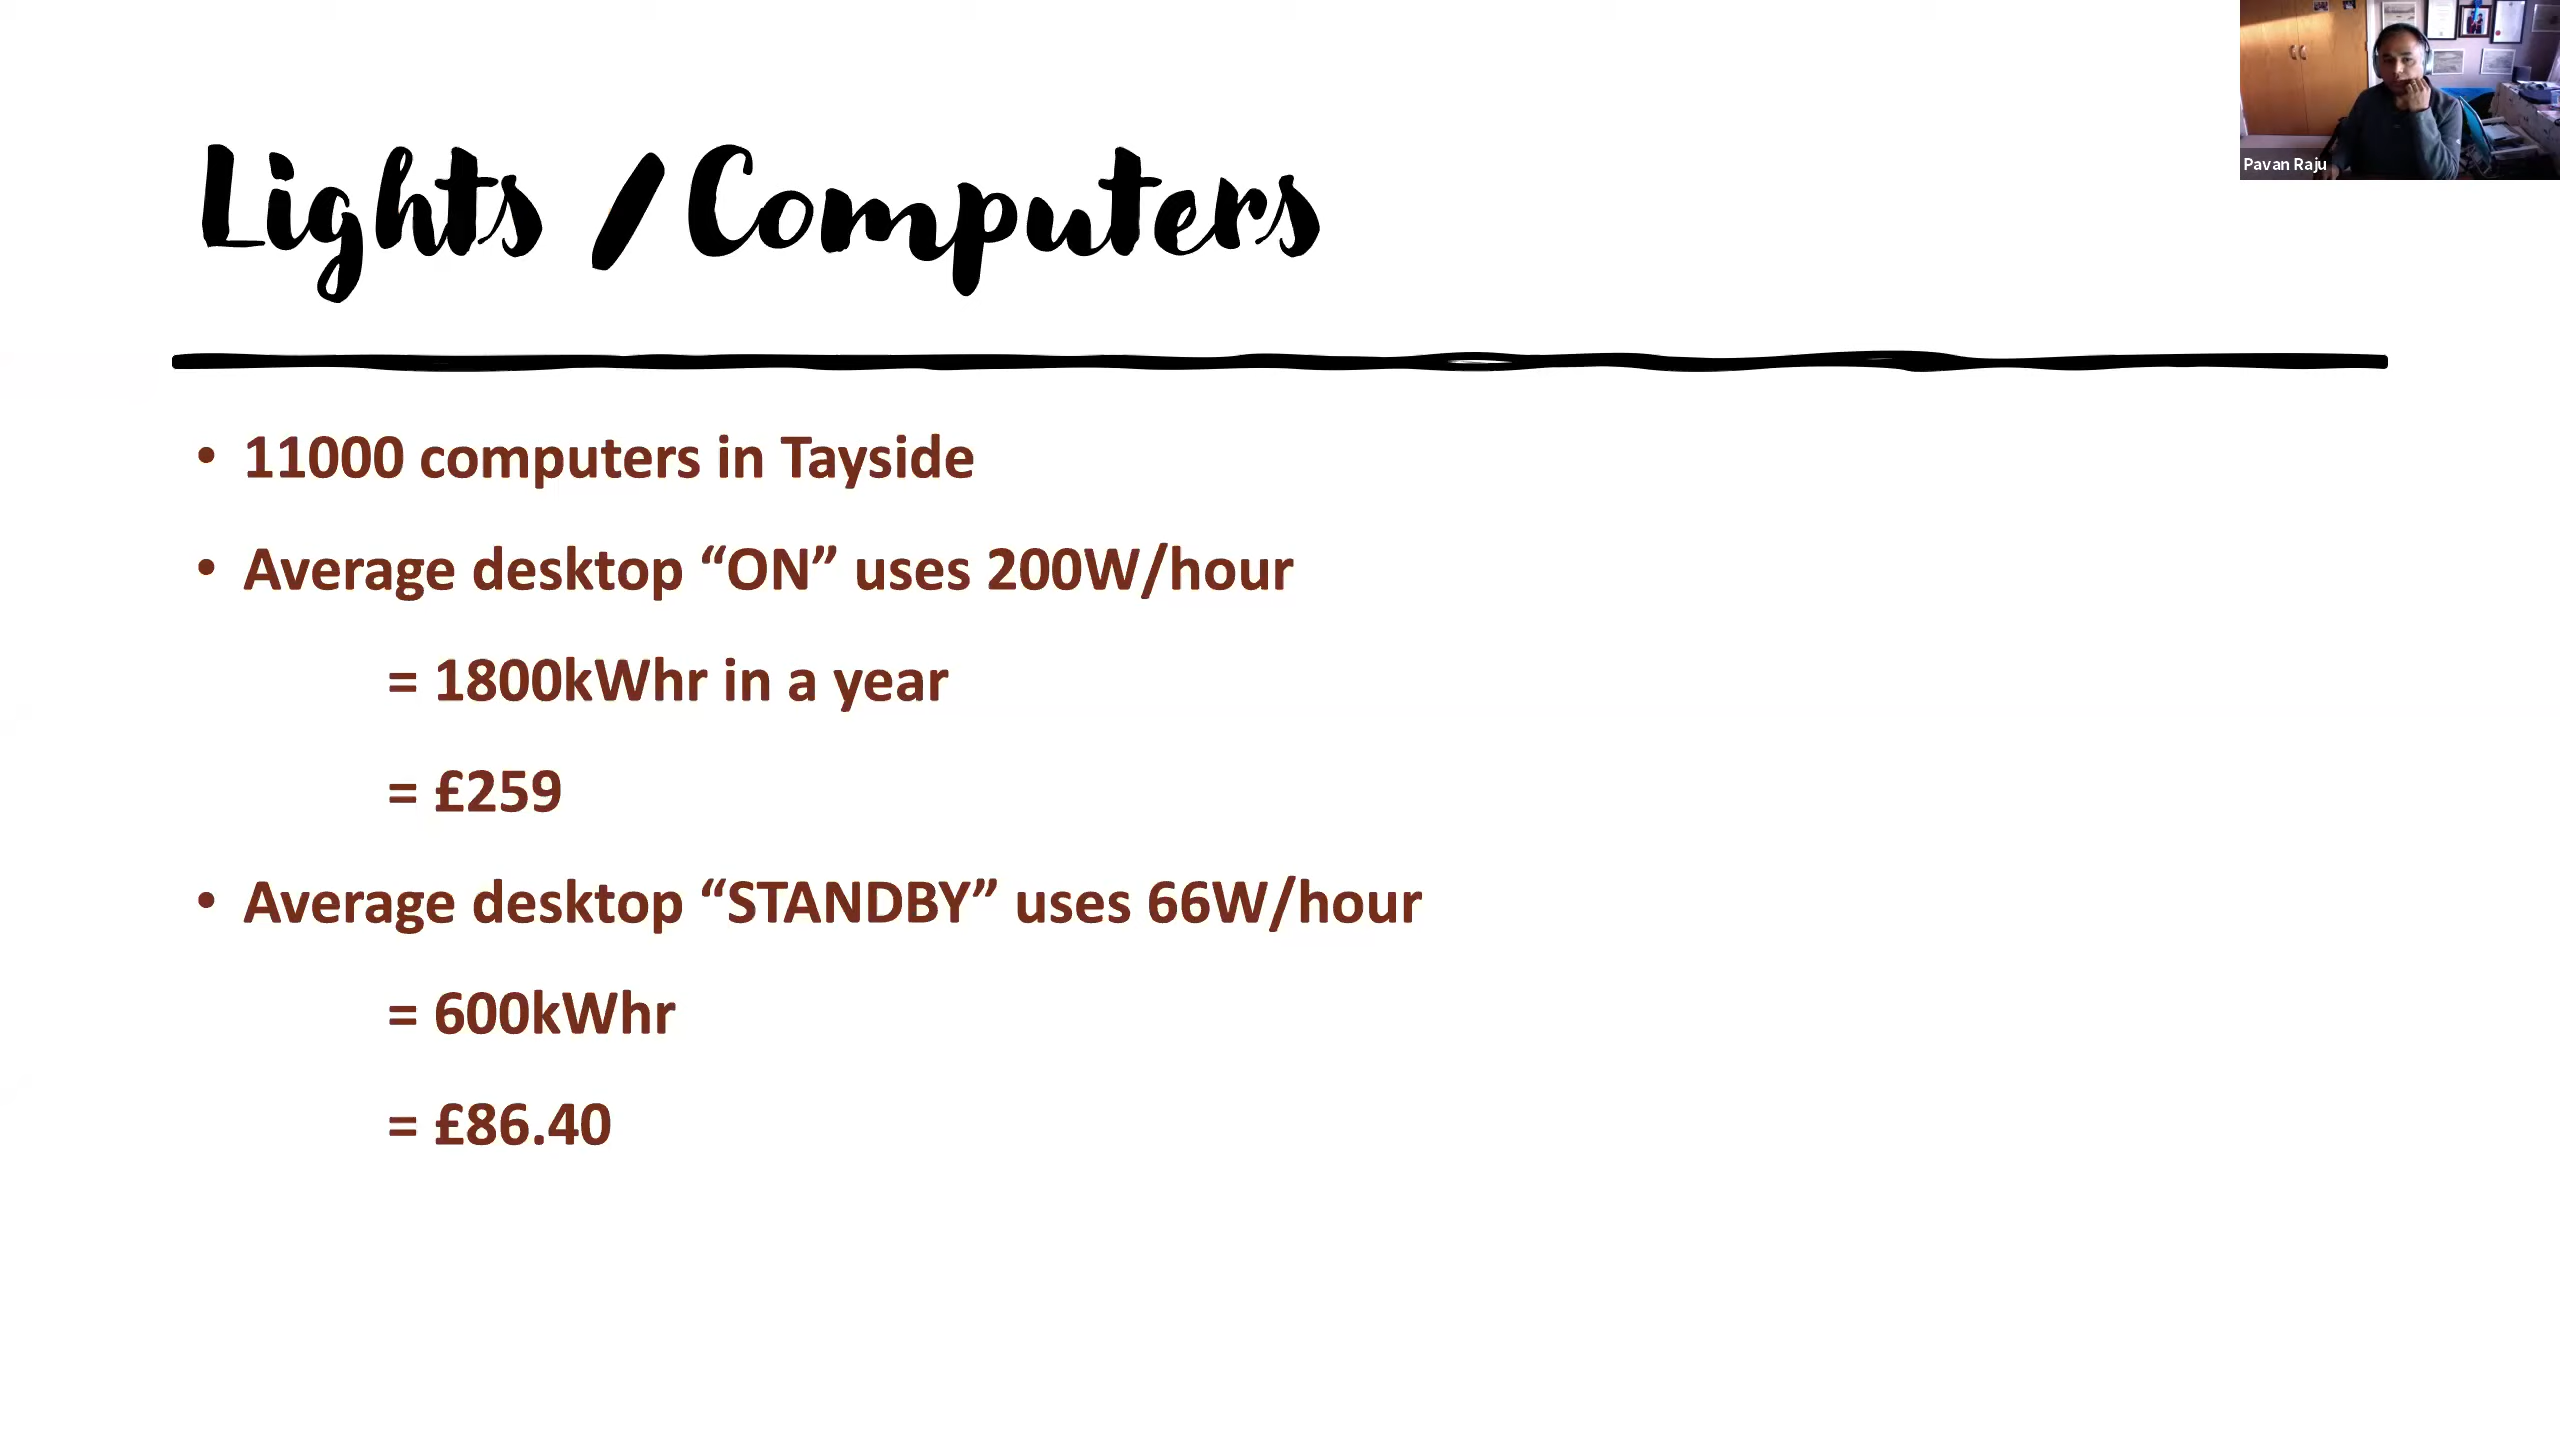 Pavan Raju
Lights / Computers
• 11000 computers in Tayside
• Average desktop “ON” uses 200W/hour
= 1800kWhr in a year
= £259
• Average desktop “STANDBY” uses 66W/hour
= 600kWhr
= £86.40